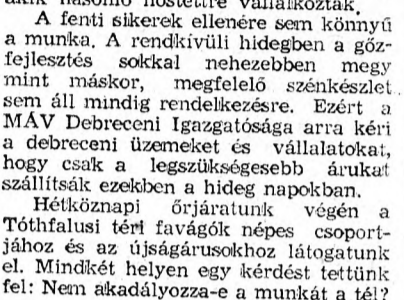 akik hasonló hőstettre vállalkoztak.
A fenti sikerek ellenére sem könnyű
a munka. A rendkívüli hidegben a gőz-
fejlesztés sokkal nehezebben megy
mint máskor, megfelelő szénkészlet
sem áll mindig rendelkezésre. Ezért a
MÁV Debreceni Igazgatósága arra kéri
a debreceni üzemeket és vállalatokat,
hogy csak a legszükségesebb árukat
szállítsák ezekben a hideg napokban.
Hétköznapi őrjáratunk végén a
Tóthfalusi téri favágók népes csoport-
jához és az újságárusokhoz látogatunk
el. Mindkét helyen egy kérdést tettünk
fel: Nem akadályozza-e a munkát a tél?